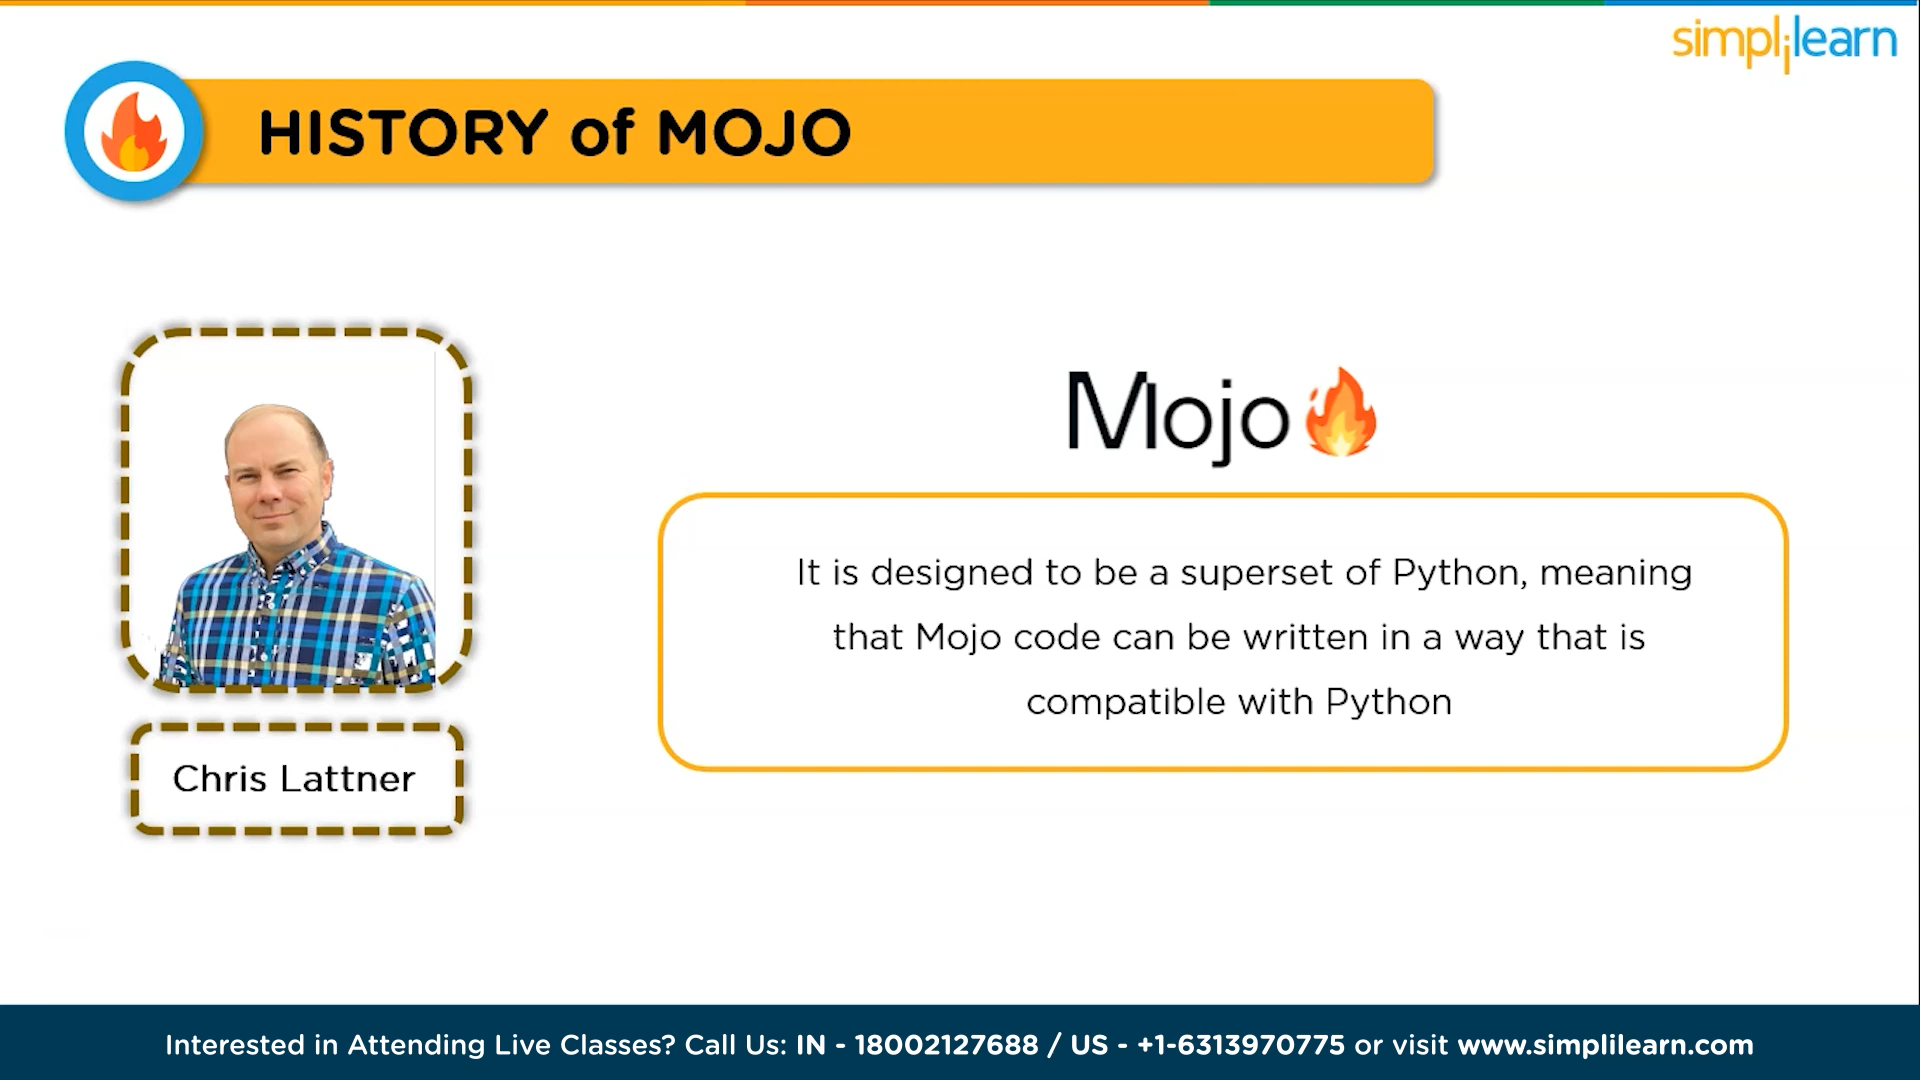 simplilearn
HISTORY of MOJO
Mojo
It is designed to be a superset of Python, meaning
that Mojo code can be written in a way that is
compatible with Python
Chris Lattner
Interested in Attending Live Classes? Call Us: IN - 18002127688 / US - +1-6313970775 or visit www.simplilearn.com